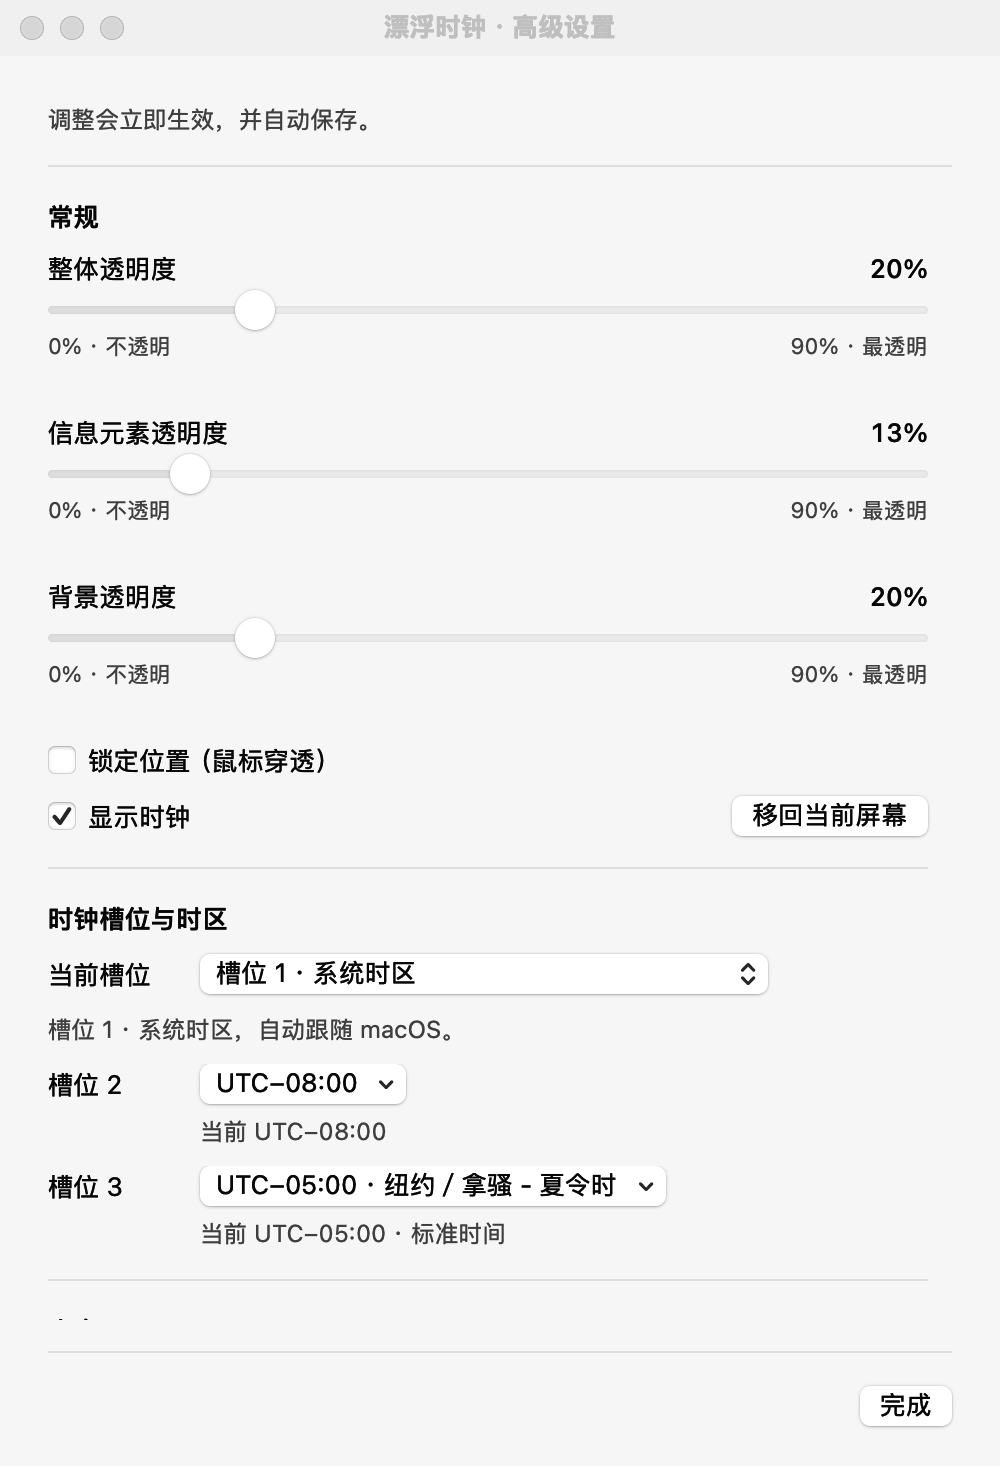 漂浮时钟 · 高级设置
调整会立即生效，并自动保存。
常规
整体透明度 20%
0% · 不透明 90% · 最透明
信息元素透明度 13%
0% · 不透明 90% · 最透明
背景透明度 20%
0% · 不透明 90% · 最透明
锁定位置（鼠标穿透）
显示时钟 移回当前屏幕
时钟槽位与时区
当前槽位 槽位 1 · 系统时区
槽位 1 · 系统时区，自动跟随 macOS。
槽位 2 UTC−08:00
当前 UTC−08:00
槽位 3 UTC−05:00 · 纽约 / 拿骚 - 夏令时
当前 UTC−05:00 · 标准时间
完成